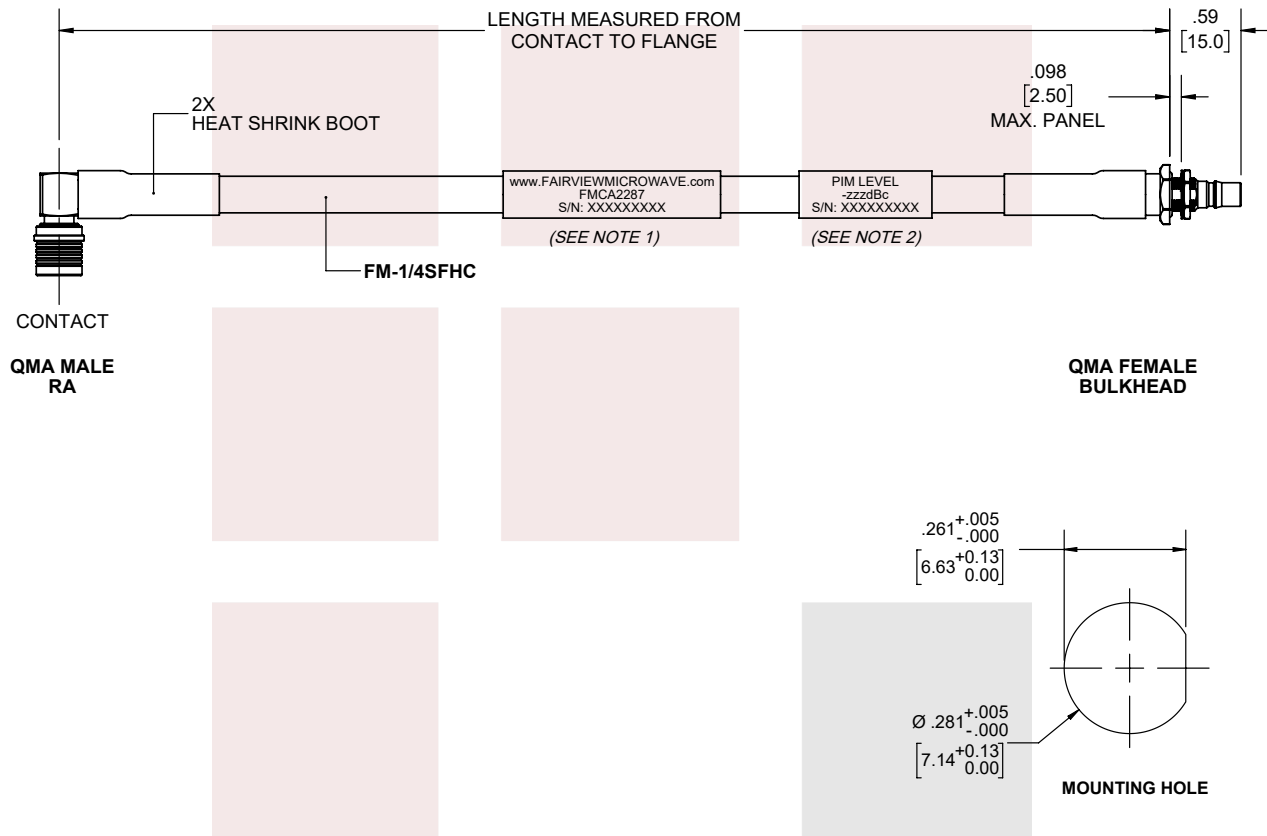 LENGTH MEASURED FROM
CONTACT TO FLANGE
.59
[15.0]
.098
[2.50]
MAX. PANEL
2X
HEAT SHRINK BOOT
www.FAIRVIEWMICROWAVE.com
FMCA2287
S/N: XXXXXXXXX
PIM LEVEL
-zzzdBc
S/N: XXXXXXXXX
(SEE NOTE 1)
(SEE NOTE 2)
FM-1/4SFHC
CONTACT
QMA MALE
RA
QMA FEMALE
BULKHEAD
.261 +.005
-.000
[6.63 +0.13
0.00]
Ø .281 +.005
-.000
[7.14 +0.13
0.00]
MOUNTING HOLE